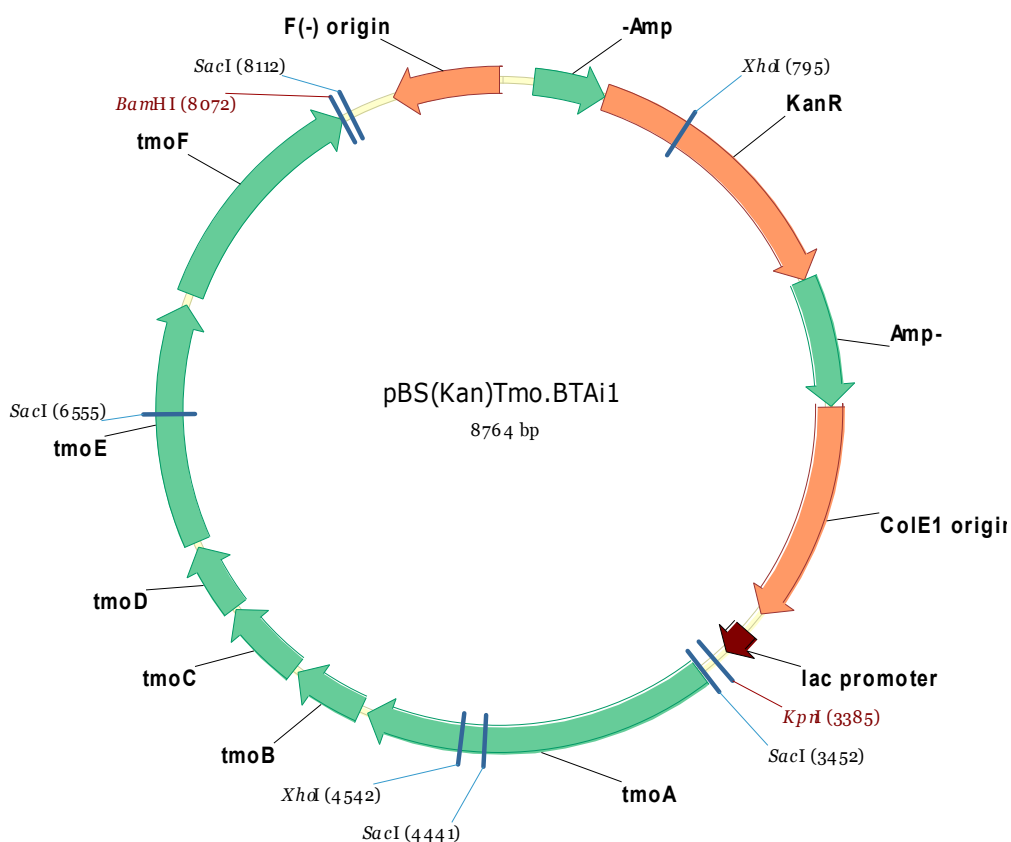 F(-) origin
-Amp
SacI (8112)
XhoI (795)
BamHI (8072)
KanR
tmoF
Amp-
pBS(Kan)Tmo.BTAi1
8764 bp
SacI (6555)
tmoE
ColE1 origin
tmoD
tmoC
lac promoter
KpnI (3385)
tmoB
SacI (3452)
XhoI (4542)
tmoA
SacI (4441)